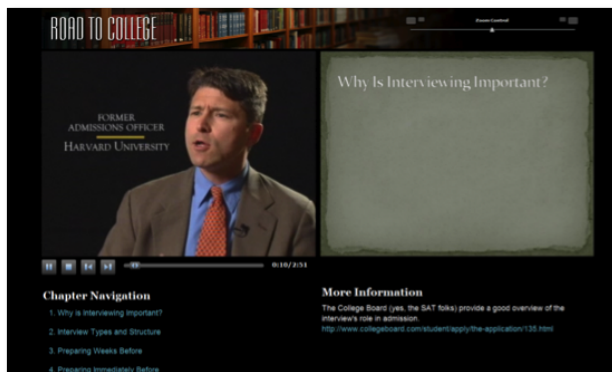 ROAD TO COLLEGE
Zoom Control
FORMER
ADMISSIONS OFFICER
HARVARD UNIVERSITY
Why Is Interviewing Important?
0:10/2:51
Chapter Navigation
1. Why is Interviewing Important?
2. Interview Types and Structure
3. Preparing Weeks Before
4. Preparing Immediately Before
More Information
The College Board (yes, the SAT folks) provide a good overview of the
interview's role in admission.
http://www.collegeboard.com/student/apply/the-application/135.html